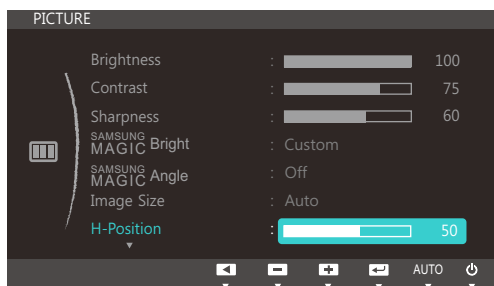 PICTURE
Brightness : 100
Contrast : 75
Sharpness : 60
SAMSUNG MAGIC Bright : Custom
SAMSUNG MAGIC Angle : Off
Image Size : Auto
H-Position : 50
AUTO